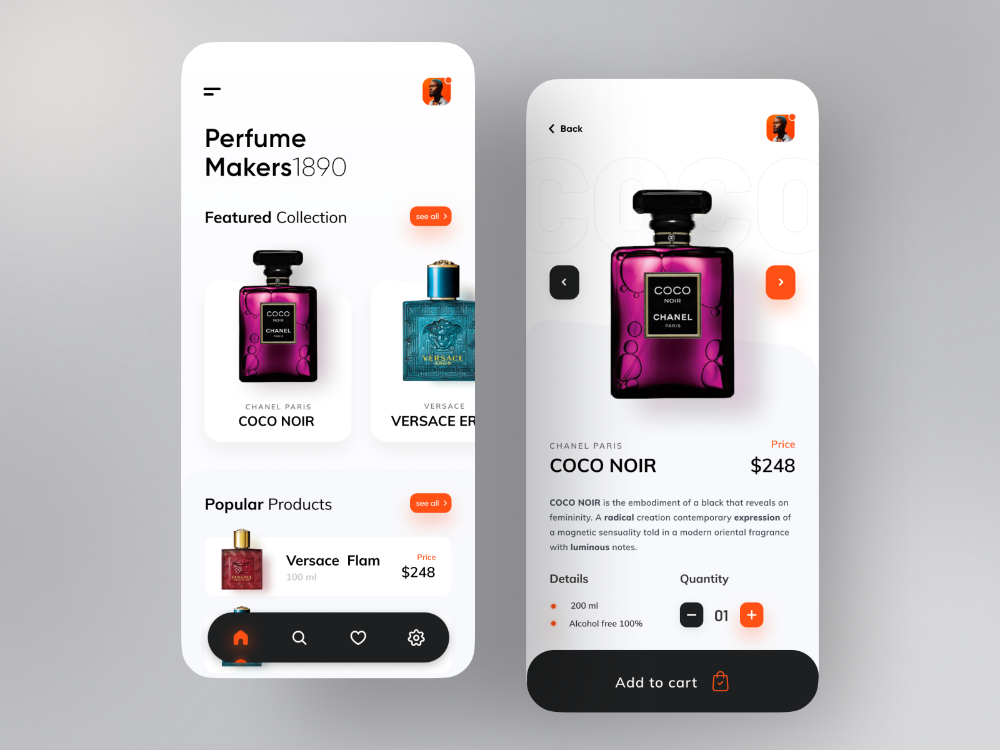 Perfume
Makers1890
Featured Collection
see all
COCO
NOIR
CHANEL
PARIS
VERSACE
EROS
CHANEL PARIS
COCO NOIR
VERSACE
VERSACE ER
Popular Products
see all
VERSACE
Versace Flam
100 ml
Price
$248
Back
COCO
COCO
NOIR
CHANEL
PARIS
CHANEL PARIS
Price
COCO NOIR
$248
COCO NOIR is the embodiment of a black that reveals on
femininity. A radical creation contemporary expression of
a magnetic sensuality told in a modern oriental fragrance
with luminous notes.
Details
Quantity
200 ml
Alcohol free 100%
01
Add to cart